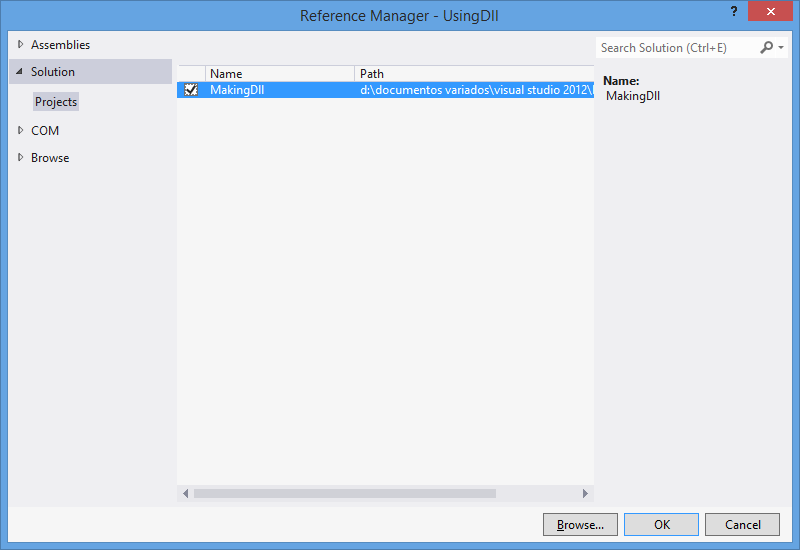 Reference Manager - UsingDll
?
Assemblies
Solution
Projects
COM
Browse
Name Path
MakingDll d:\documentos variados\visual studio 2012\
Search Solution (Ctrl+E)
Name:
MakingDll
Browse... OK Cancel